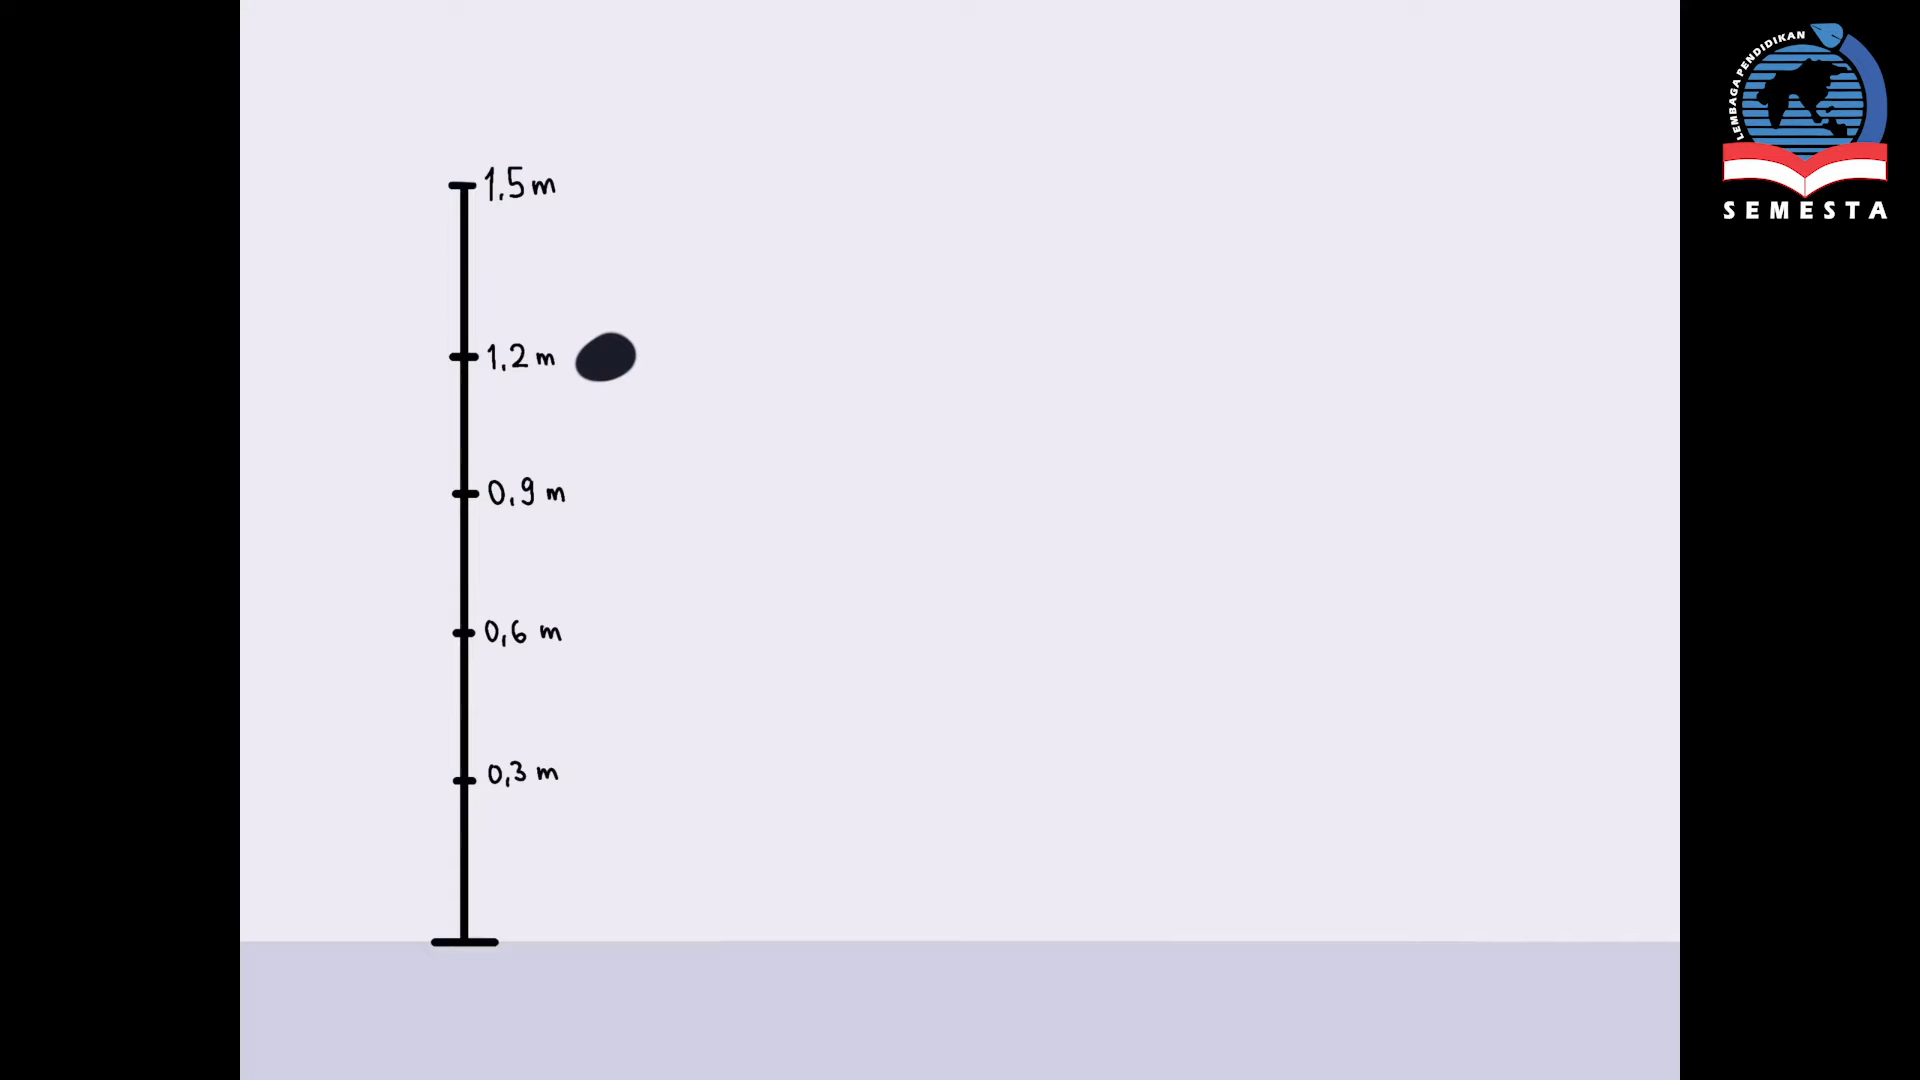 LEMBAGA PENDIDIKAN
SEMESTA
1.5 m
1.2 m
0.9 m
0,6 m
0,3 m